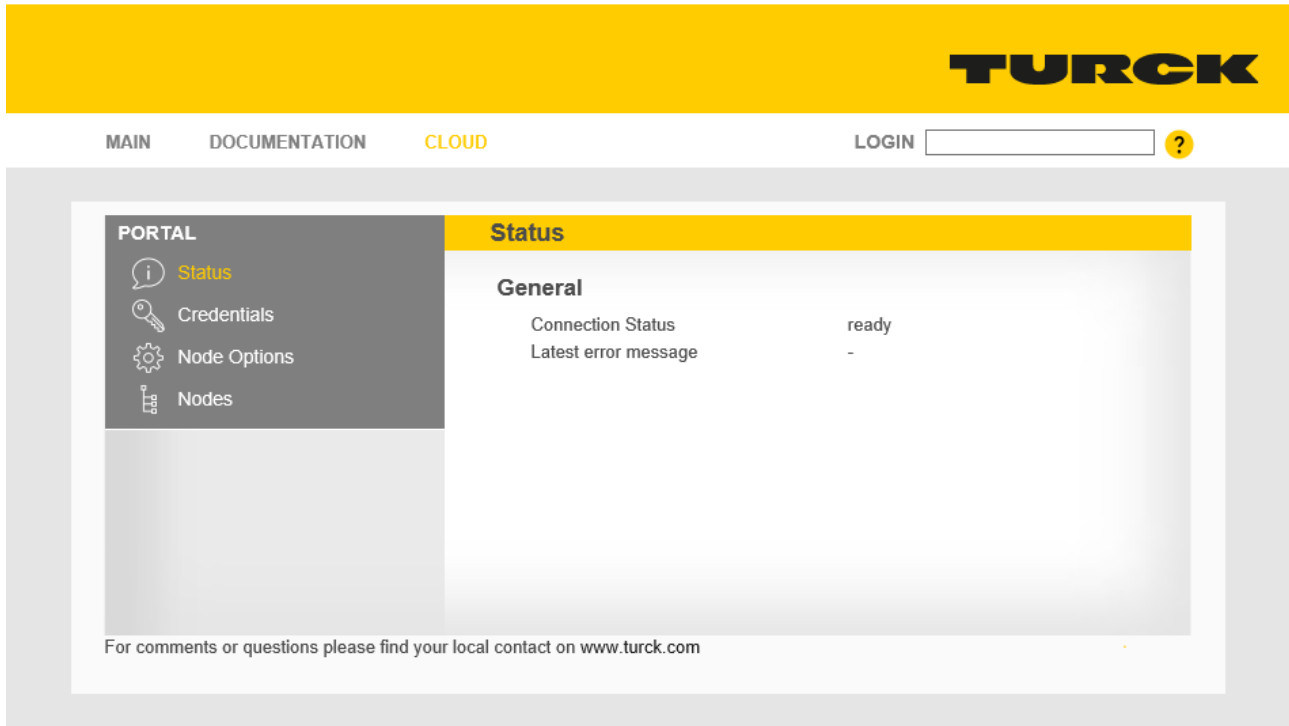 TURCK
MAIN DOCUMENTATION CLOUD LOGIN ?
PORTAL
Status
Credentials
Node Options
Nodes
Status
General
Connection Status ready
Latest error message -
For comments or questions please find your local contact on www.turck.com